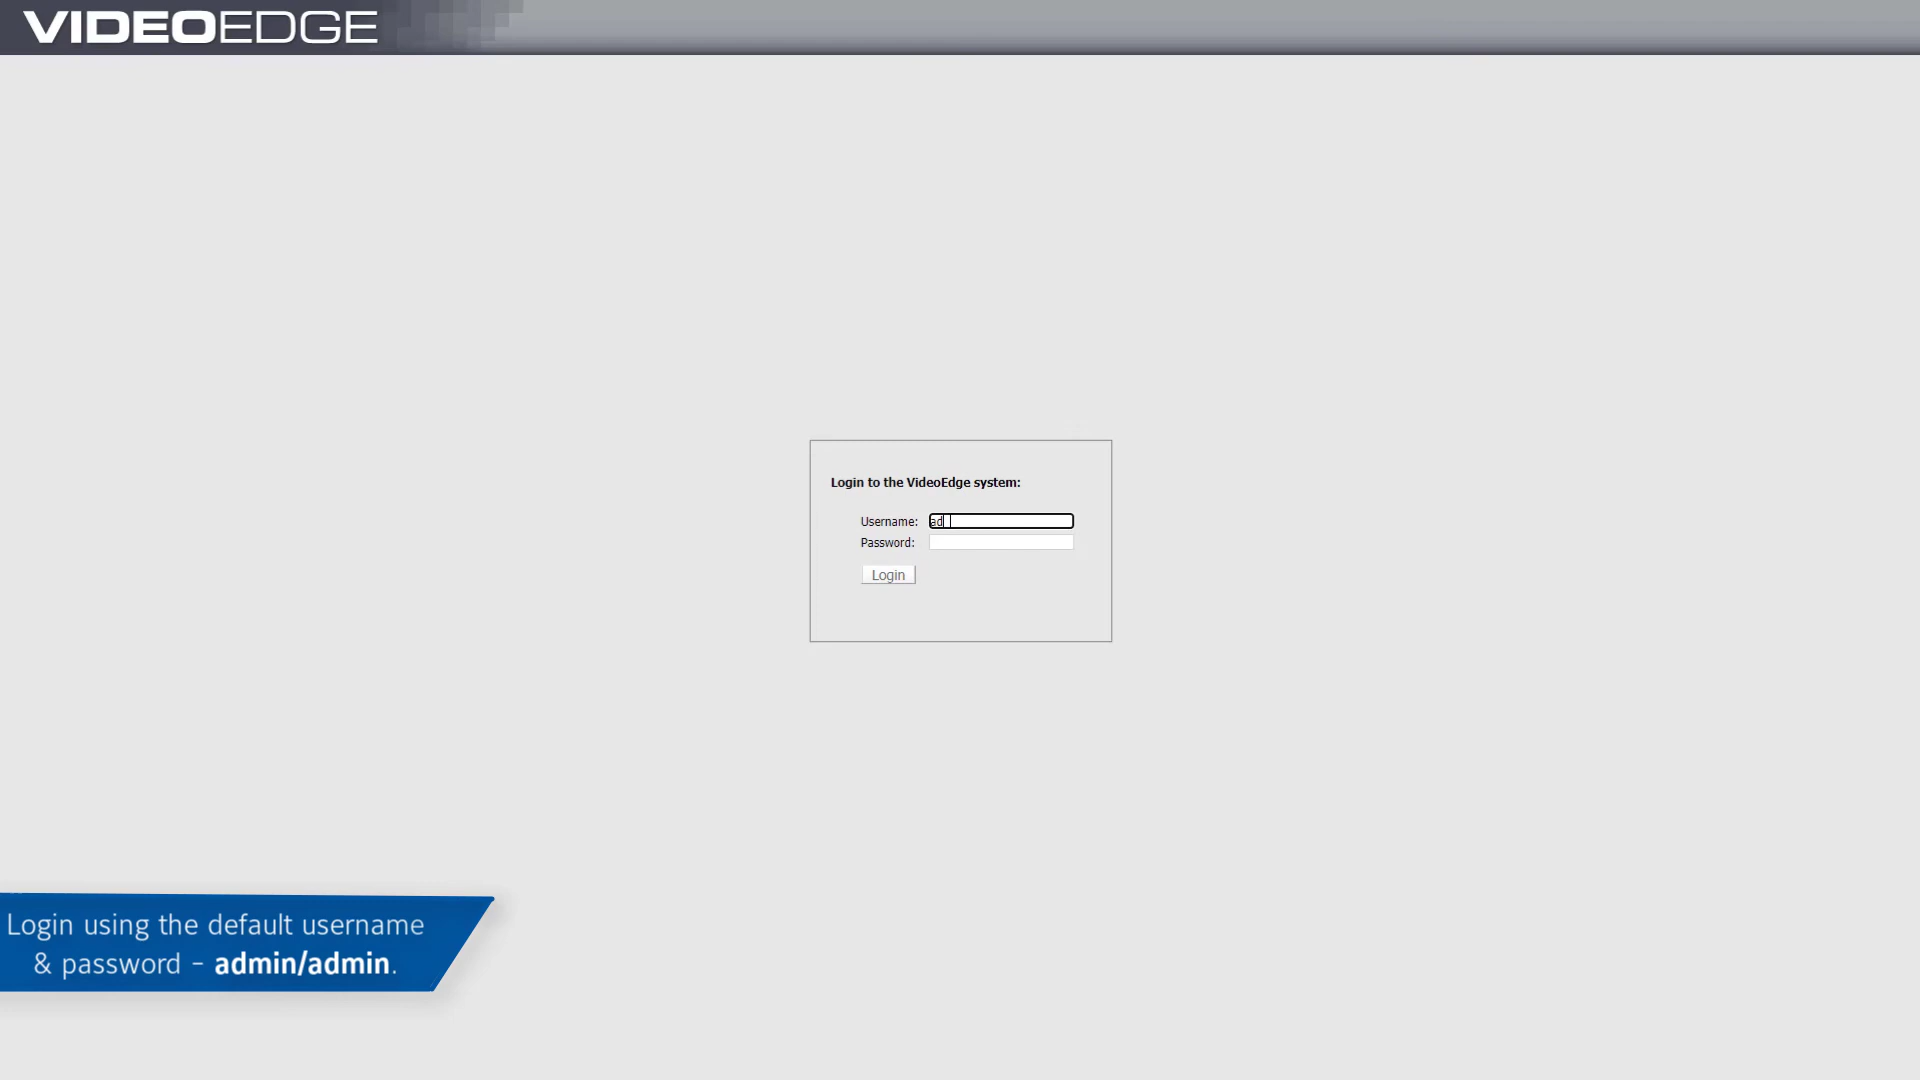 VIDEOEDGE
Login to the VideoEdge system:
Username: ad
Password:
Login
Login using the default username
& password - admin/admin.